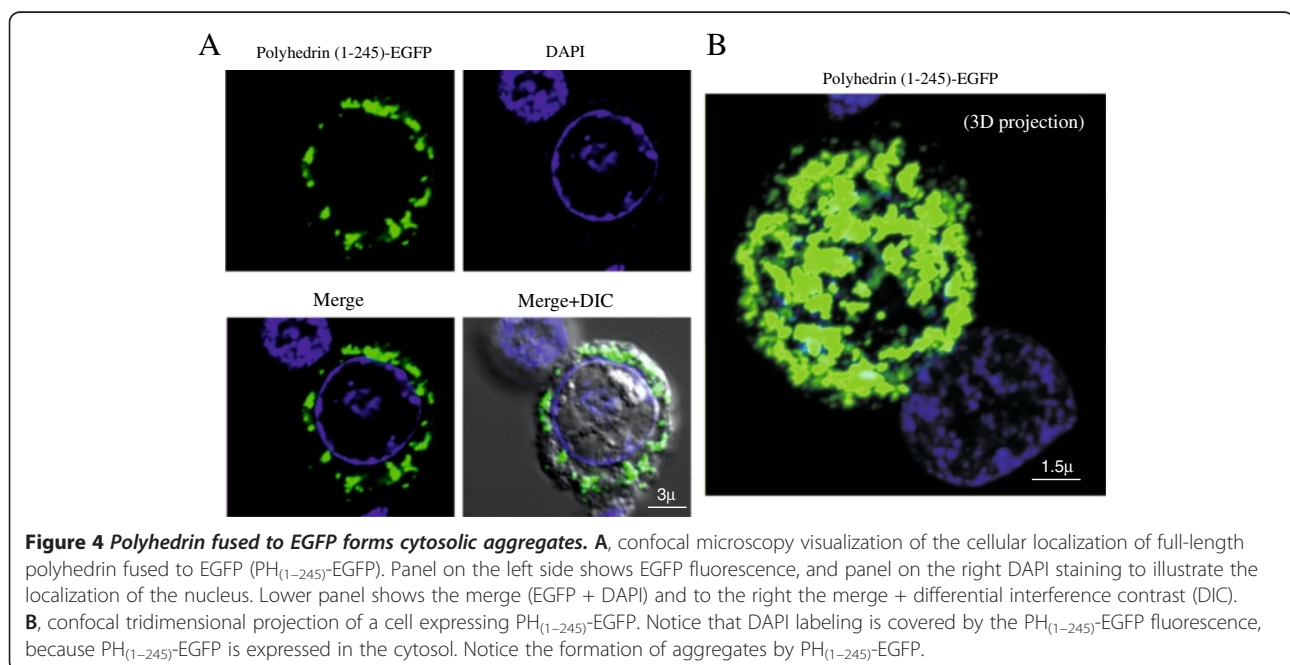 A
Polyhedrin (1-245)-EGFP
DAPI
Merge
Merge+DIC
3μ
B
Polyhedrin (1-245)-EGFP
(3D projection)
1.5μ
Figure 4 Polyhedrin fused to EGFP forms cytosolic aggregates. A, confocal microscopy visualization of the cellular localization of full-length
polyhedrin fused to EGFP (PH(1–245)-EGFP). Panel on the left side shows EGFP fluorescence, and panel on the right DAPI staining to illustrate the
localization of the nucleus. Lower panel shows the merge (EGFP + DAPI) and to the right the merge + differential interference contrast (DIC).
B, confocal tridimensional projection of a cell expressing PH(1–245)-EGFP. Notice that DAPI labeling is covered by the PH(1–245)-EGFP fluorescence,
because PH(1–245)-EGFP is expressed in the cytosol. Notice the formation of aggregates by PH(1–245)-EGFP.